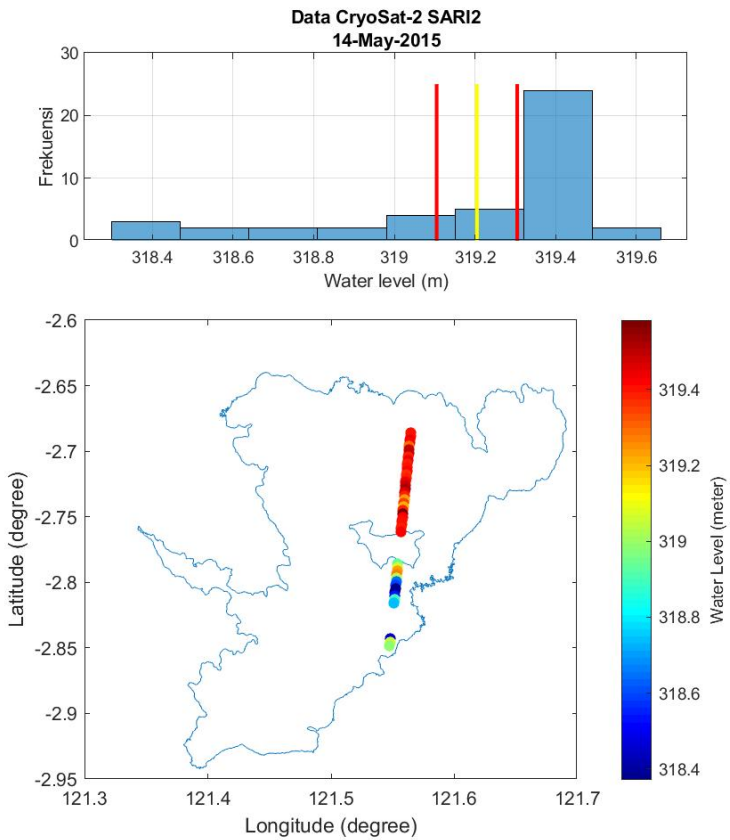 Data CryoSat-2 SARI2
14-May-2015
30
20
10
0
Frekuensi
318.4 318.6 318.8 319 319.2 319.4 319.6
Water level (m)
-2.6
-2.65
-2.7
-2.75
-2.8
-2.85
-2.9
-2.95
Latitude (degree)
121.3 121.4 121.5 121.6 121.7
Longitude (degree)
319.4
319.2
319
318.8
318.6
318.4
Water Level (meter)